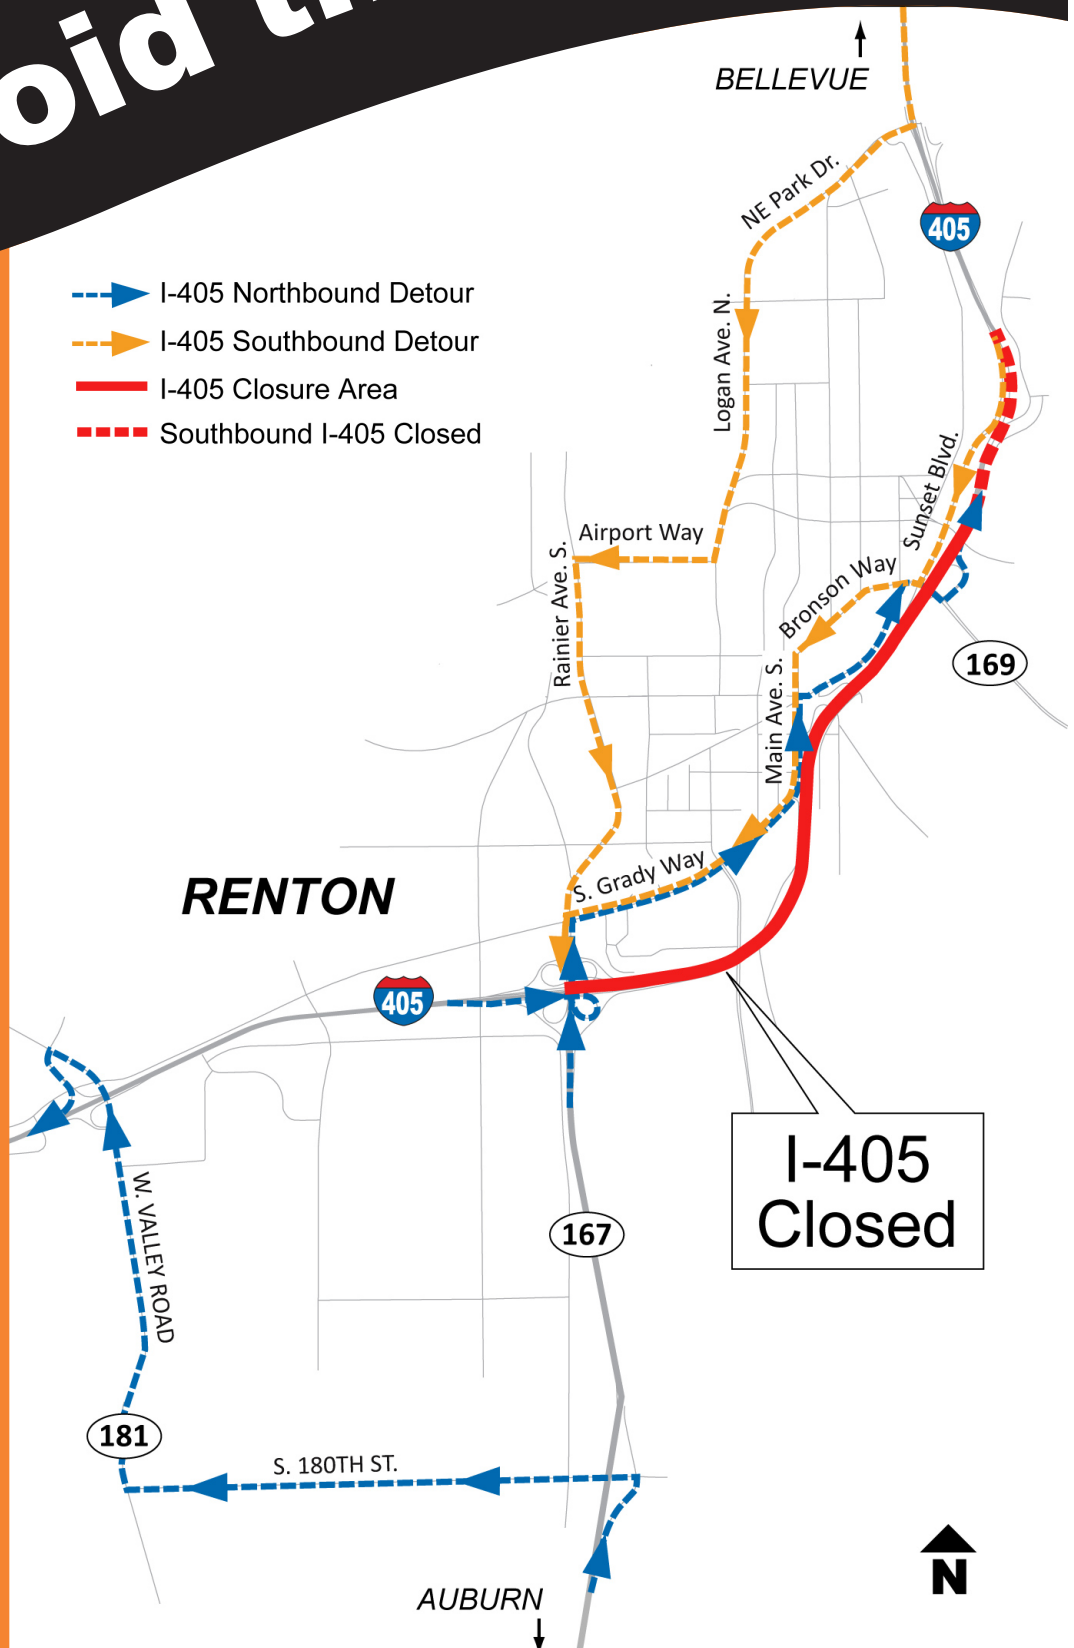 oid th
BELLEVUE
NE Park Dr.
405
I-405 Northbound Detour
I-405 Southbound Detour
I-405 Closure Area
Southbound I-405 Closed
Logan Ave. N.
Sunset Blvd.
Airport Way
Rainier Ave. S.
Bronson Way
169
Main Ave. S.
S. Grady Way
RENTON
405
I-405
Closed
W. VALLEY ROAD
167
181
S. 180TH ST.
AUBURN
N